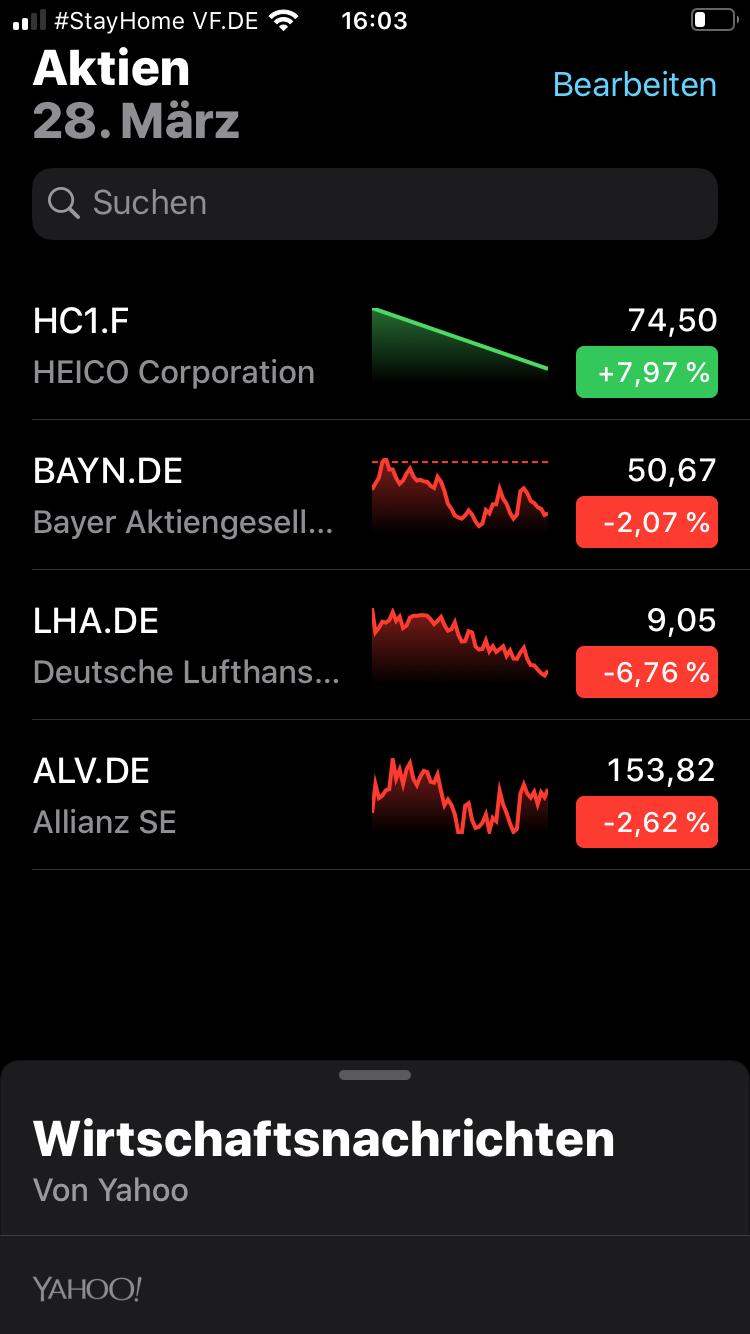 #StayHome VF.DE 16:03
Aktien
Bearbeiten
28. März
Suchen
HC1.F 74,50
HEICO Corporation +7,97 %
BAYN.DE 50,67
Bayer Aktiengesell... -2,07 %
LHA.DE 9,05
Deutsche Lufthans... -6,76 %
ALV.DE 153,82
Allianz SE -2,62 %
Wirtschaftsnachrichten
Von Yahoo
YAHOO!